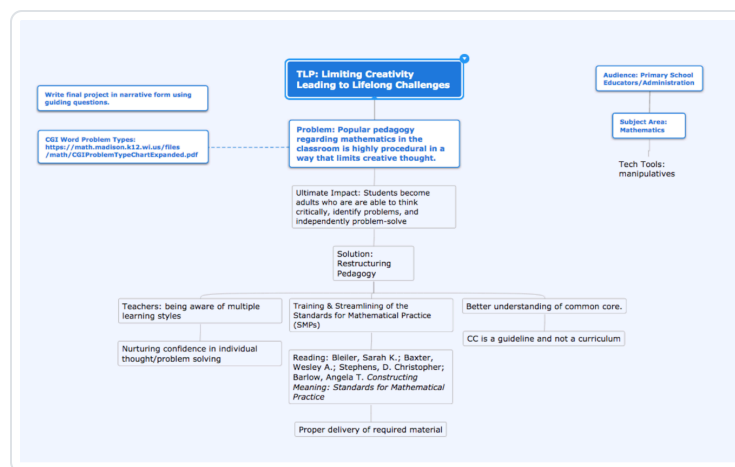 TLP: Limiting Creativity
Leading to Lifelong Challenges
Audience: Primary School
Educators/Administration
Write final project in narrative form using
guiding questions.
Subject Area:
Mathematics
Problem: Popular pedagogy
regarding mathematics in the
classroom is highly procedural in a
way that limits creative thought.
CGI Word Problem Types:
https://math.madison.k12.wi.us/files
/math/CGIProblemTypeChartExpanded.pdf
Tech Tools:
manipulatives
Ultimate Impact: Students become
adults who are are able to think
critically, identify problems, and
independently problem-solve
Solution:
Restructuring
Pedagogy
Teachers: being aware of multiple
learning styles
Training & Streamlining of the
Standards for Mathematical Practice
(SMPs)
Better understanding of common core.
Nurturing confidence in individual
thought/problem solving
CC is a guideline and not a curriculum
Reading: Bleiler, Sarah K.; Baxter,
Wesley A.; Stephens, D. Christopher;
Barlow, Angela T. Constructing
Meaning: Standards for Mathematical
Practice
Proper delivery of required material